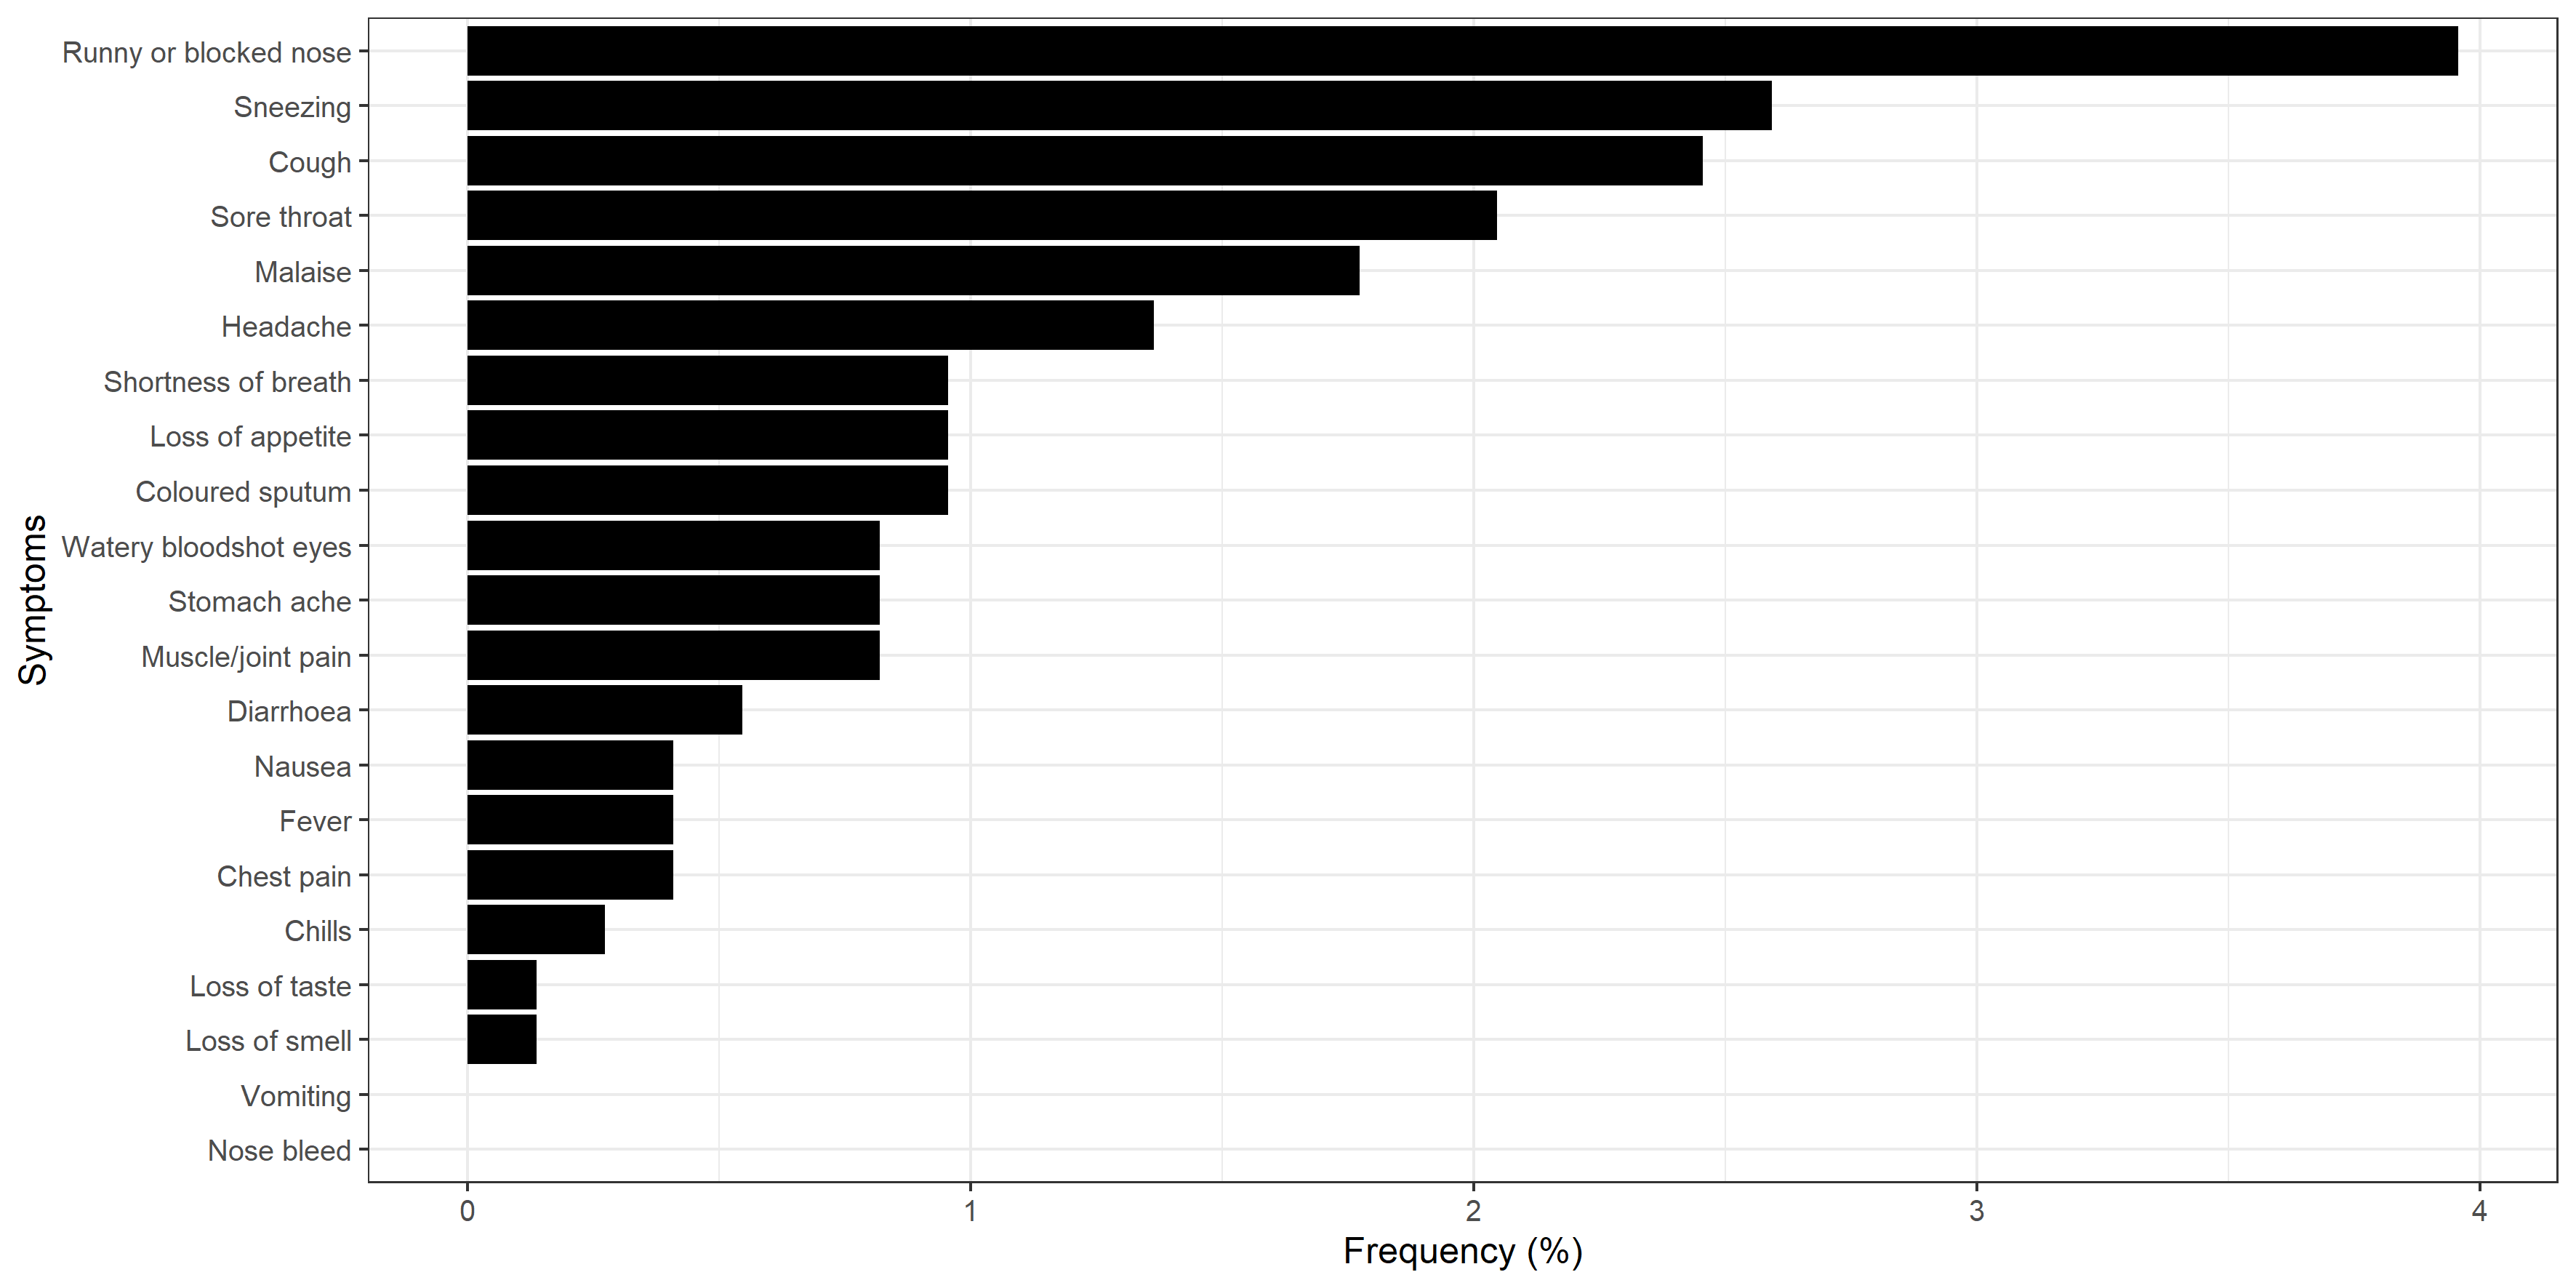 Symptoms
Runny or blocked nose
Sneezing
Cough
Sore throat
Malaise
Headache
Shortness of breath
Loss of appetite
Coloured sputum
Watery bloodshot eyes
Stomach ache
Muscle/joint pain
Diarrhoea
Nausea
Fever
Chest pain
Chills
Loss of taste
Loss of smell
Vomiting
Nose bleed
0 1 2 3 4
Frequency (%)